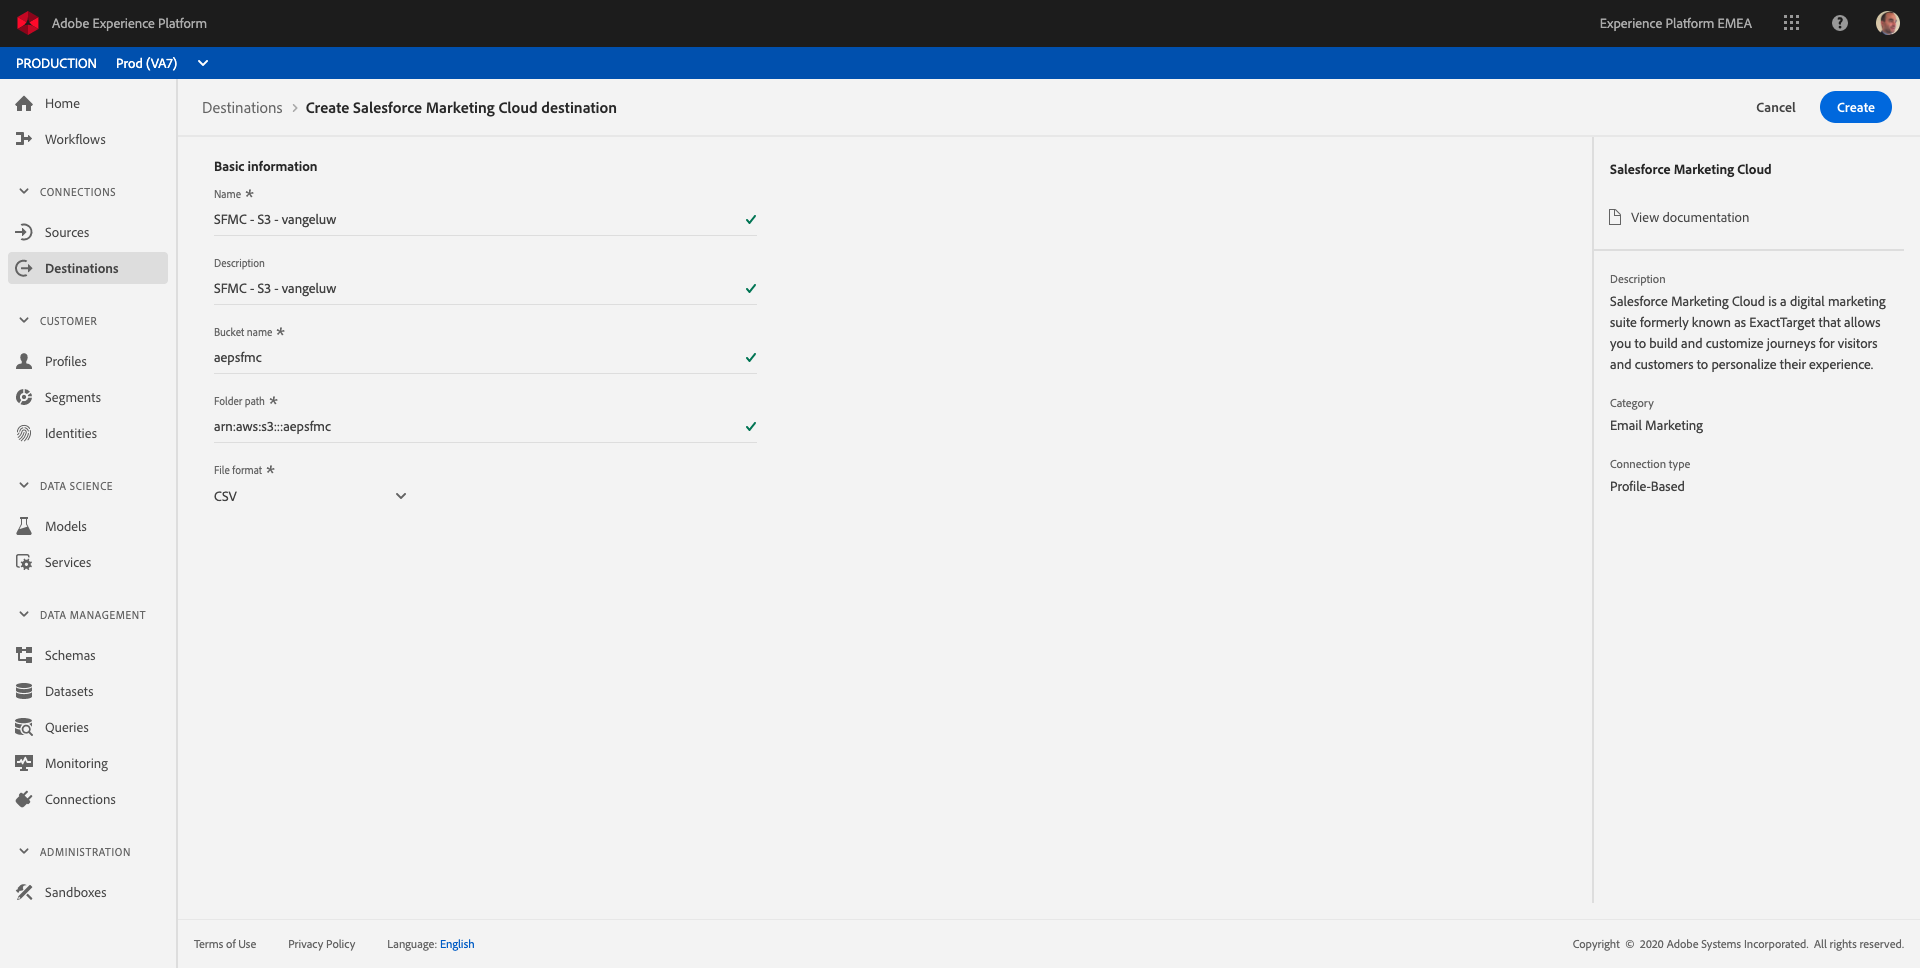 Adobe Experience Platform
Experience Platform EMEA
PRODUCTION Prod (VA7)
Home
Workflows
CONNECTIONS
Sources
Destinations
CUSTOMER
Profiles
Segments
Identities
DATA SCIENCE
Models
Services
DATA MANAGEMENT
Schemas
Datasets
Queries
Monitoring
Connections
ADMINISTRATION
Sandboxes
Destinations > Create Salesforce Marketing Cloud destination
Cancel
Create
Basic information
Name *
SFMC - S3 - vangeluw
Description
SFMC - S3 - vangeluw
Bucket name *
aepsfmc
Folder path *
arn:aws:s3:::aepsfmc
File format *
CSV
Salesforce Marketing Cloud
View documentation
Description
Salesforce Marketing Cloud is a digital marketing
suite formerly known as ExactTarget that allows
you to build and customize journeys for visitors
and customers to personalize their experience.
Category
Email Marketing
Connection type
Profile-Based
Terms of Use Privacy Policy Language: English
Copyright © 2020 Adobe Systems Incorporated. All rights reserved.